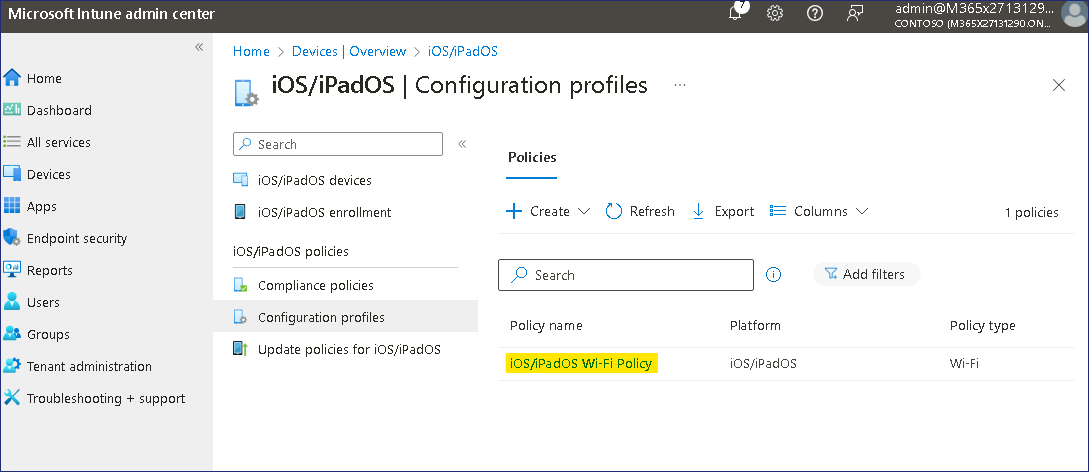 Microsoft Intune admin center
7
admin@M365x2713129...
CONTOSO (M365X27131290.ON...
Home
Dashboard
All services
Devices
Apps
Endpoint security
Reports
Users
Groups
Tenant administration
Troubleshooting + support
Home > Devices | Overview > iOS/iPadOS
iOS/iPadOS | Configuration profiles ...
Search
iOS/iPadOS devices
iOS/iPadOS enrollment
iOS/iPadOS policies
Compliance policies
Configuration profiles
Update policies for iOS/iPadOS
Policies
Create Refresh Export Columns 1 policies
Search Add filters
Policy name Platform Policy type
iOS/iPadOS Wi-Fi Policy iOS/iPadOS Wi-Fi